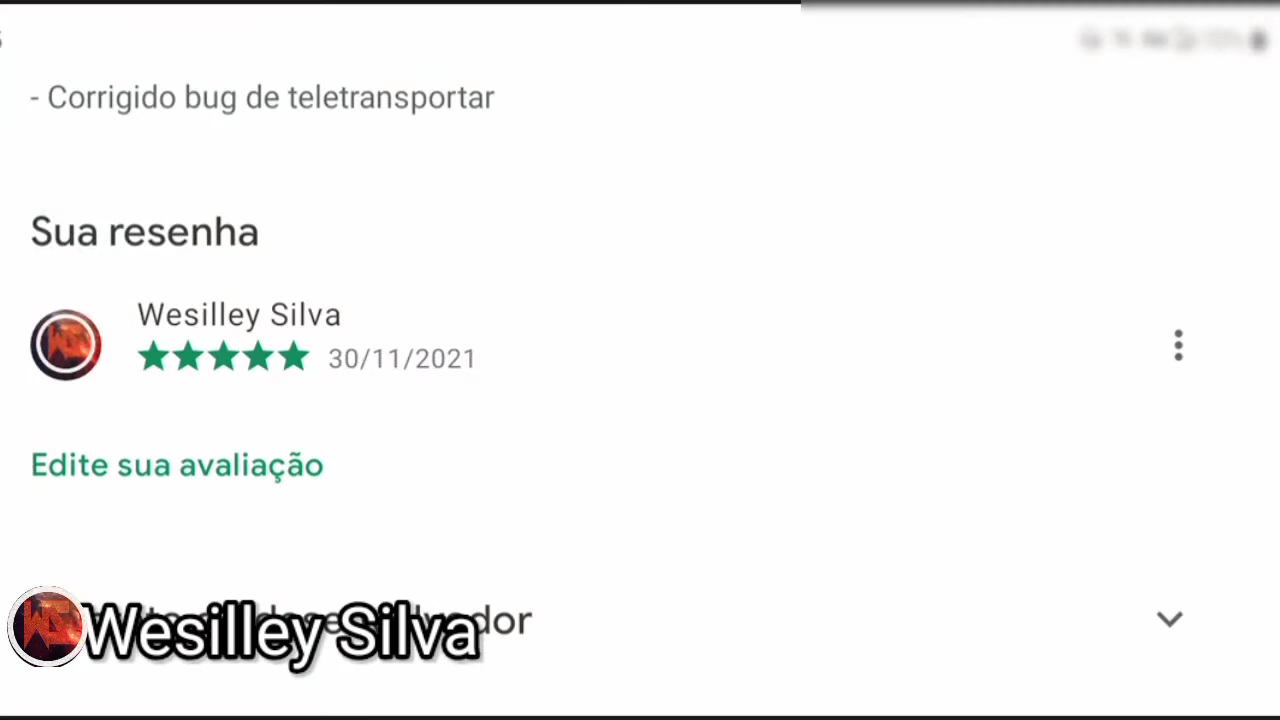 - Corrigido bug de teletransportar
Sua resenha
Wesilley Silva
30/11/2021
Edite sua avaliação
Wesilley Silva